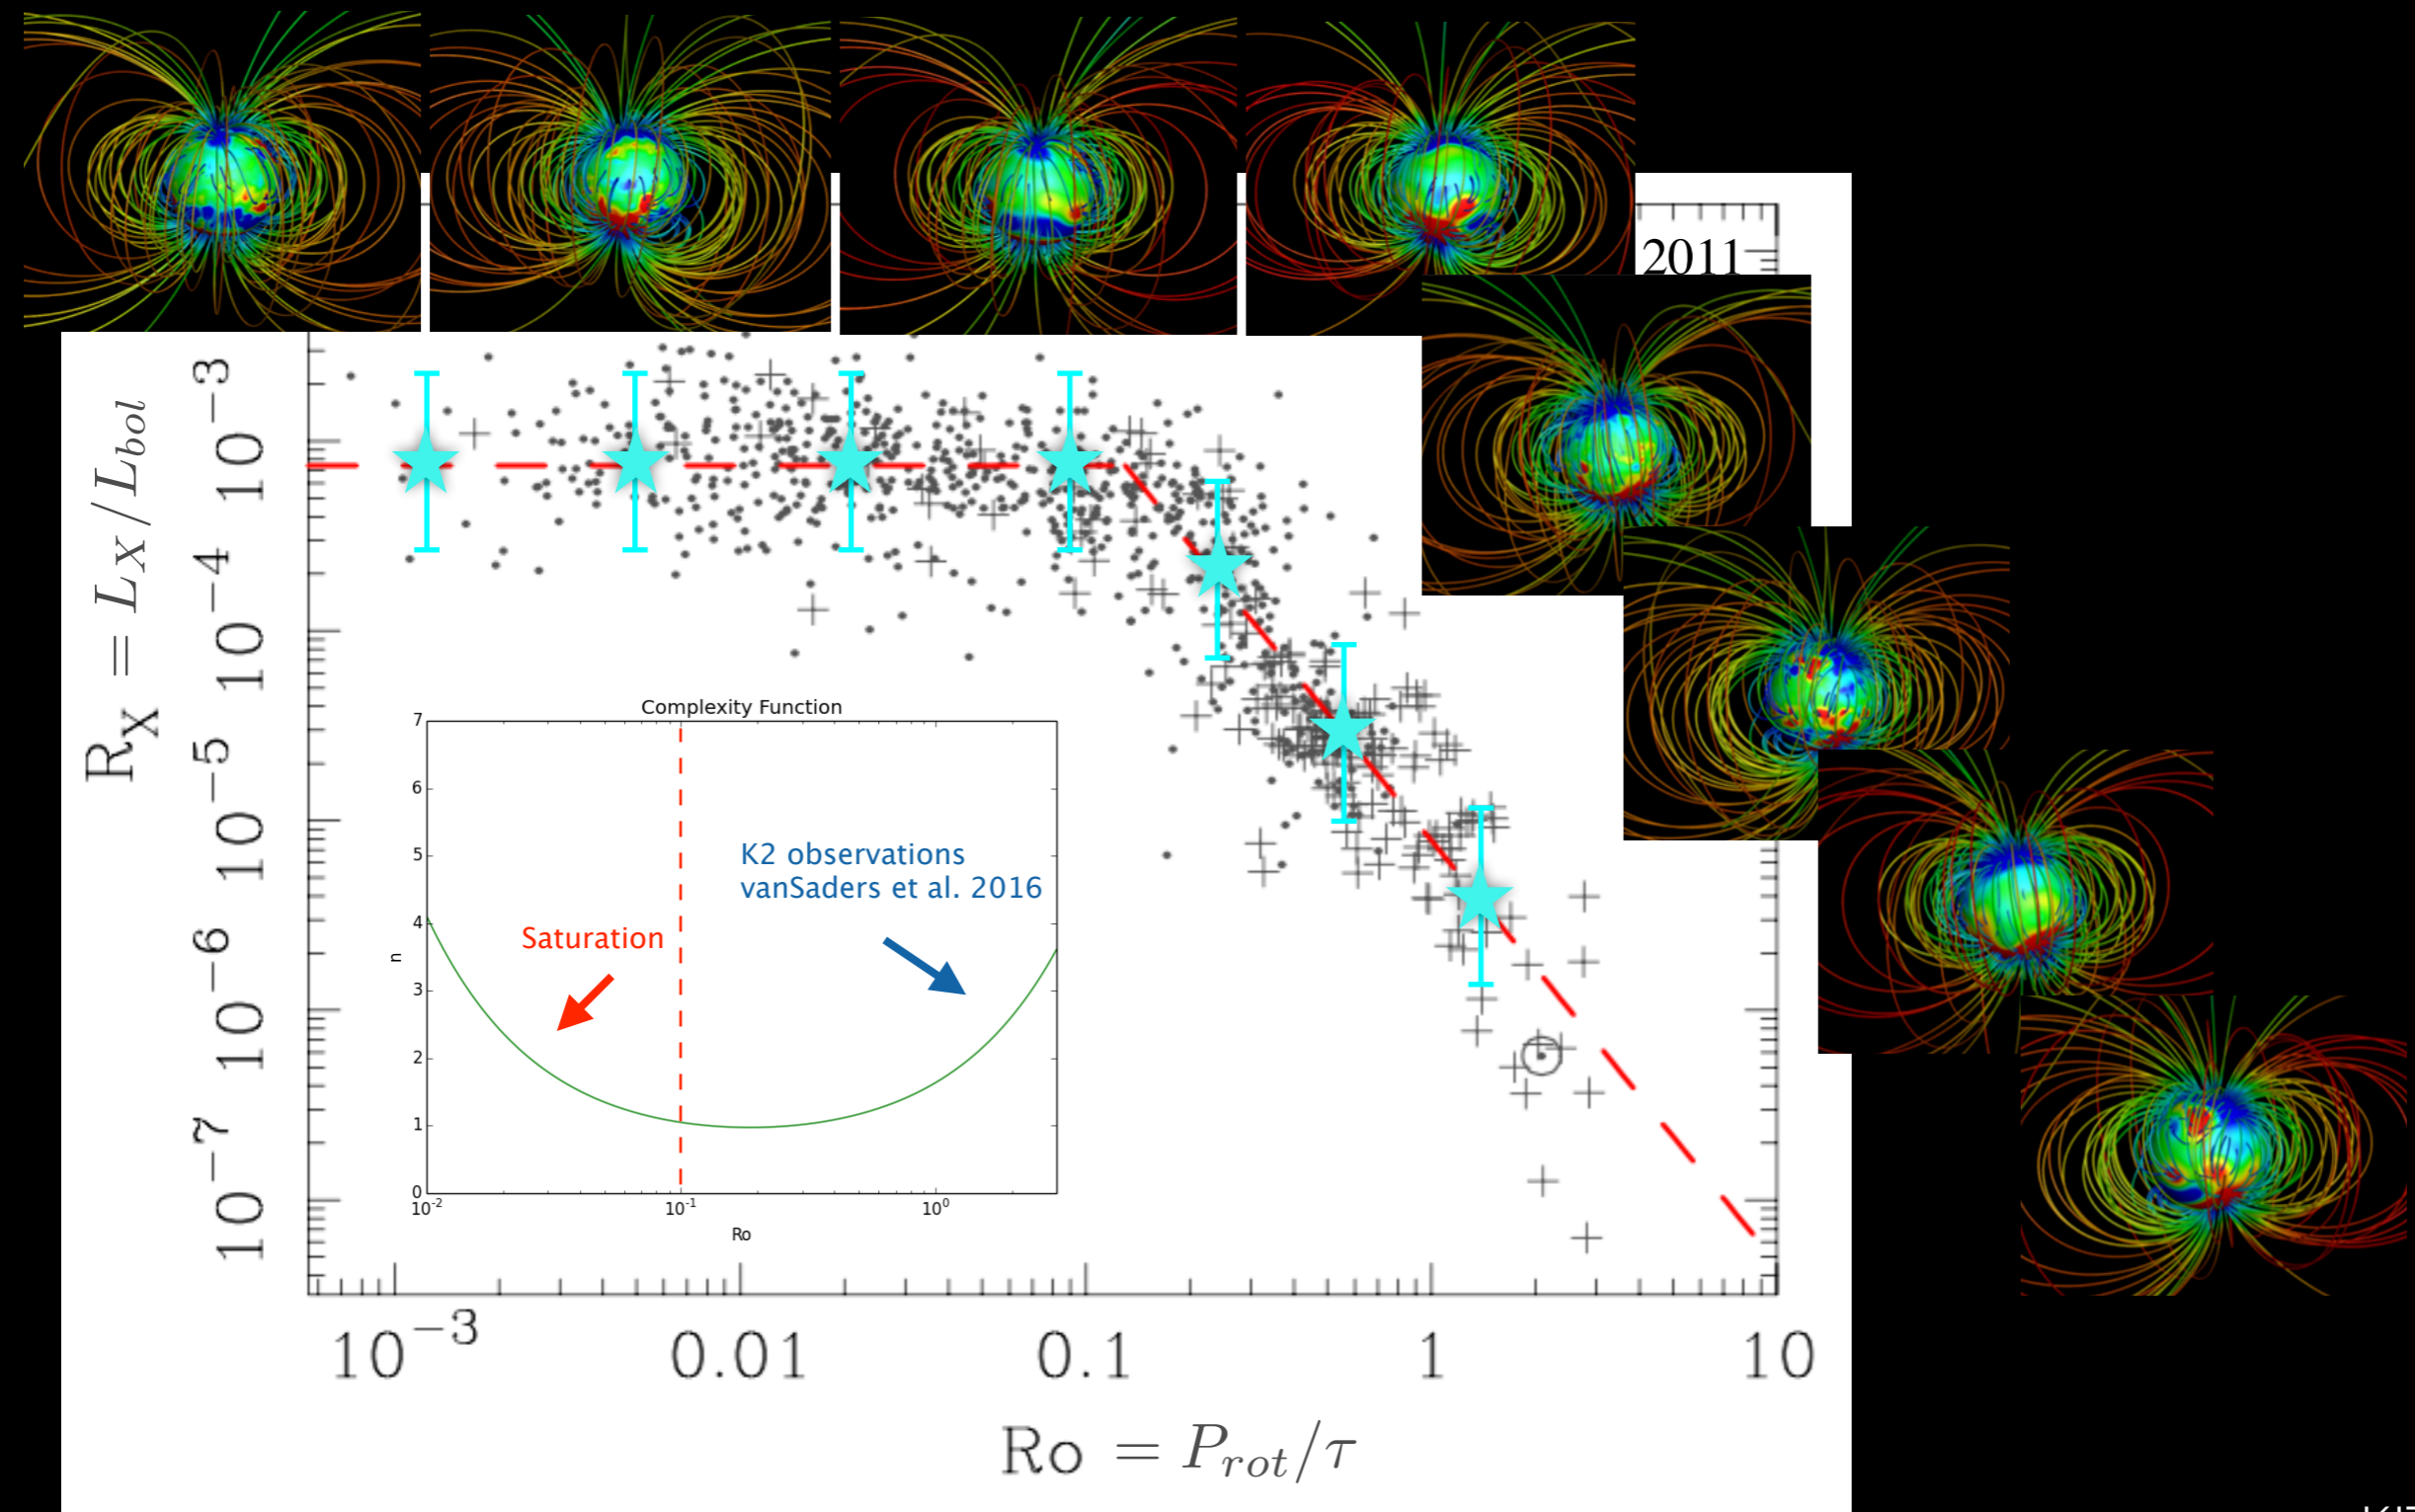 2011
10⁻³
10⁻⁴
10⁻⁵
10⁻⁶
10⁻⁷
R_X = L_X/L_bol
Complexity Function
7
6
5
4
3
2
1
0
n
K2 observations
vanSaders et al. 2016
Saturation
10⁻² 10⁻¹ 10⁰
Ro
10⁻³ 0.01 0.1 1 10
Ro = P_rot/τ